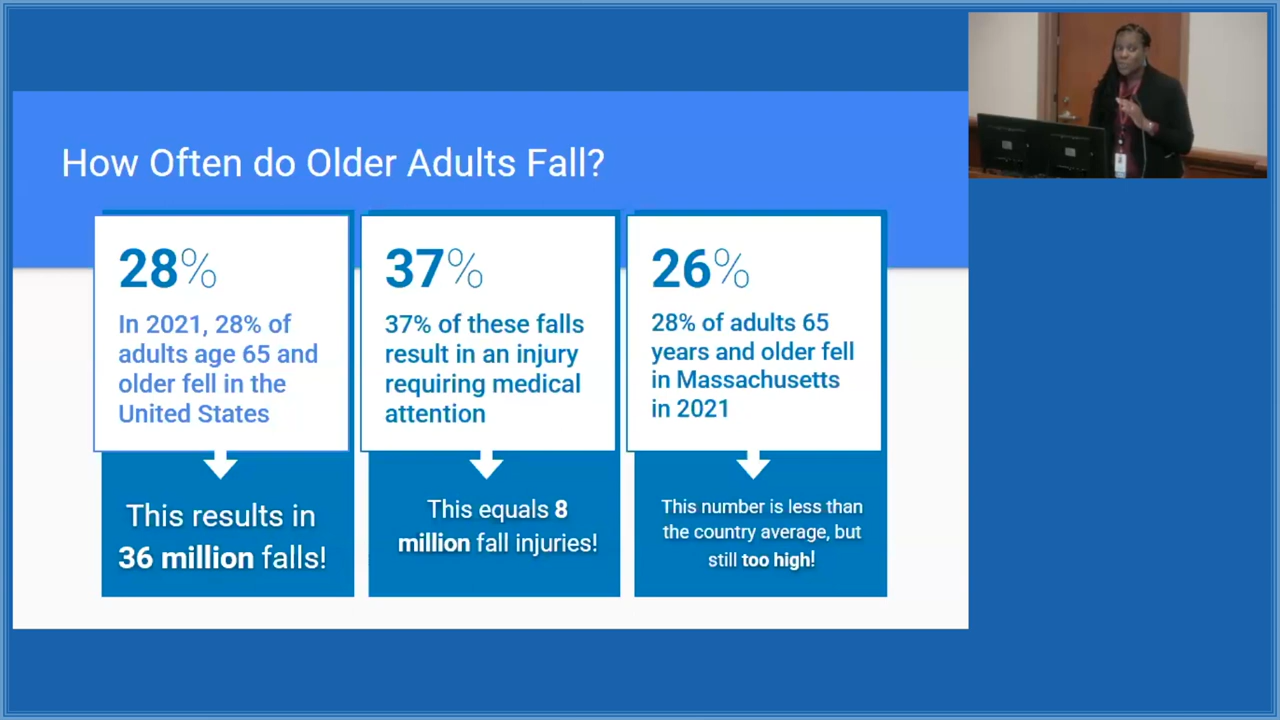 How Often do Older Adults Fall?
28%
In 2021, 28% of
adults age 65 and
older fell in the
United States
This results in
36 million falls!
37%
37% of these falls
result in an injury
requiring medical
attention
This equals 8
million fall injuries!
26%
28% of adults 65
years and older fell
in Massachusetts
in 2021
This number is less than
the country average, but
still too high!